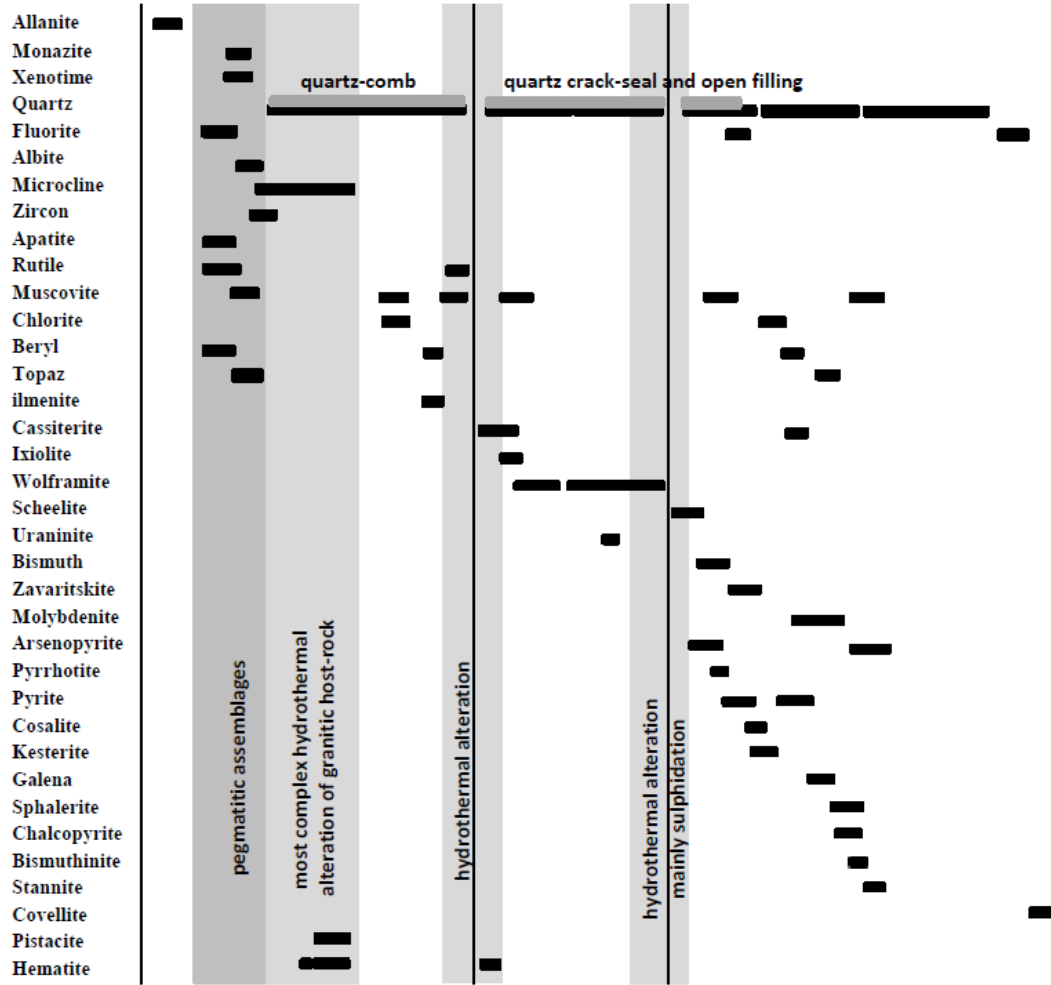 Allanite
Monazite
Xenotime
quartz-comb
quartz crack-seal and open filling
Quartz
Fluorite
Albite
Microcline
Zircon
Apatite
Rutile
Muscovite
Chlorite
Beryl
Topaz
ilmenite
Cassiterite
Ixiolite
Wolframite
Scheelite
Uraninite
Bismuth
Zavaritskite
Molybdenite
Arsenopyrite
Pyrrhotite
Pyrite
Cosalite
Kesterite
Galena
Sphalerite
Chalcopyrite
Bismuthinite
Stannite
Covellite
Pistacite
Hematite
pegmatitic assemblages
most complex hydrothermal
alteration of granitic host-rock
hydrothermal alteration
hydrothermal alteration
mainly sulphidation